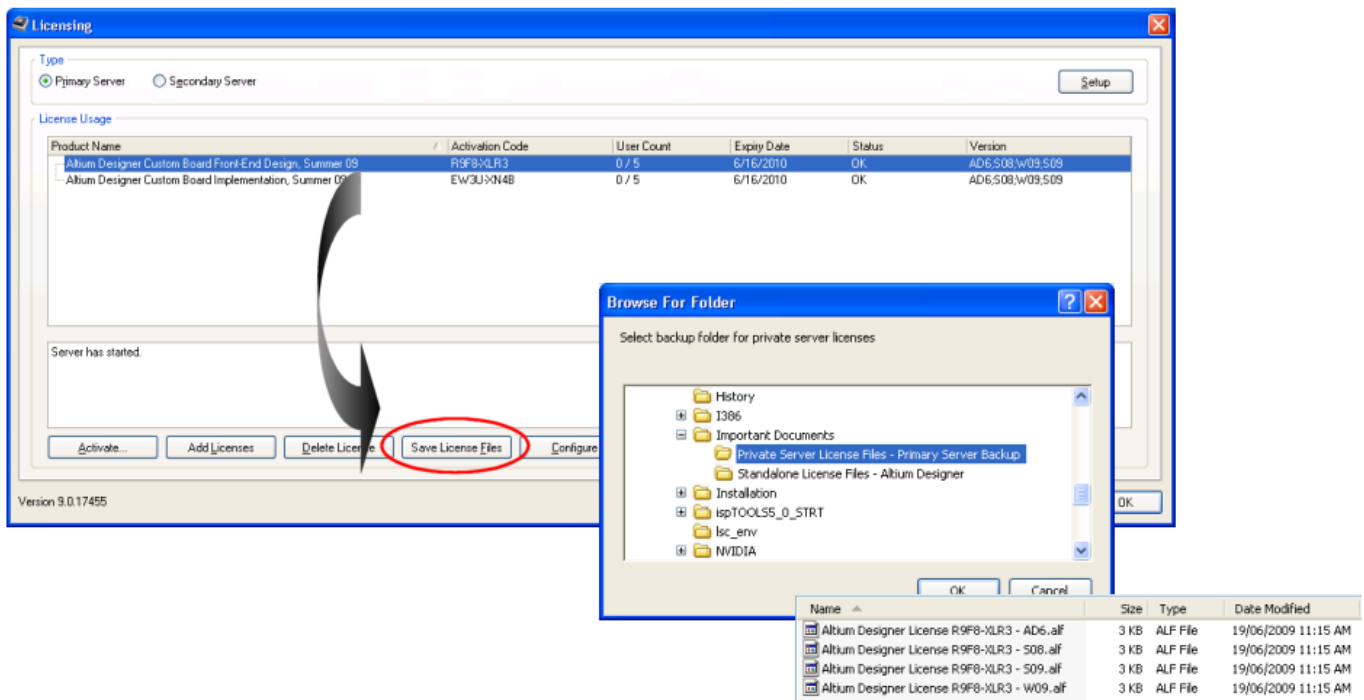 Licensing
Type
Primary Server Secondary Server Setup
License Usage
Product Name / Activation Code User Count Expiry Date Status Version
Altium Designer Custom Board Front-End Design, Summer 09 R9F8-XLR3 0 / 5 6/16/2010 OK AD6;S08;W09;S09
Altium Designer Custom Board Implementation, Summer 09 EW3U-XN4B 0 / 5 6/16/2010 OK AD6;S08;W09;S09
Server has started.
Activate... Add Licenses Delete License Save License Files Configure
Version 9.0.17455 OK
Browse For Folder
Select backup folder for private server licenses
History
I386
Important Documents
Private Server License Files - Primary Server Backup
Standalone License Files - Altium Designer
Installation
ispTOOLS5_0_STRT
lsc_env
NVIDIA
OK Cancel
Name Size Type Date Modified
Altium Designer License R9F8-XLR3 - AD6.alf 3 KB ALF File 19/06/2009 11:15 AM
Altium Designer License R9F8-XLR3 - S08.alf 3 KB ALF File 19/06/2009 11:15 AM
Altium Designer License R9F8-XLR3 - S09.alf 3 KB ALF File 19/06/2009 11:15 AM
Altium Designer License R9F8-XLR3 - W09.alf 3 KB ALF File 19/06/2009 11:15 AM